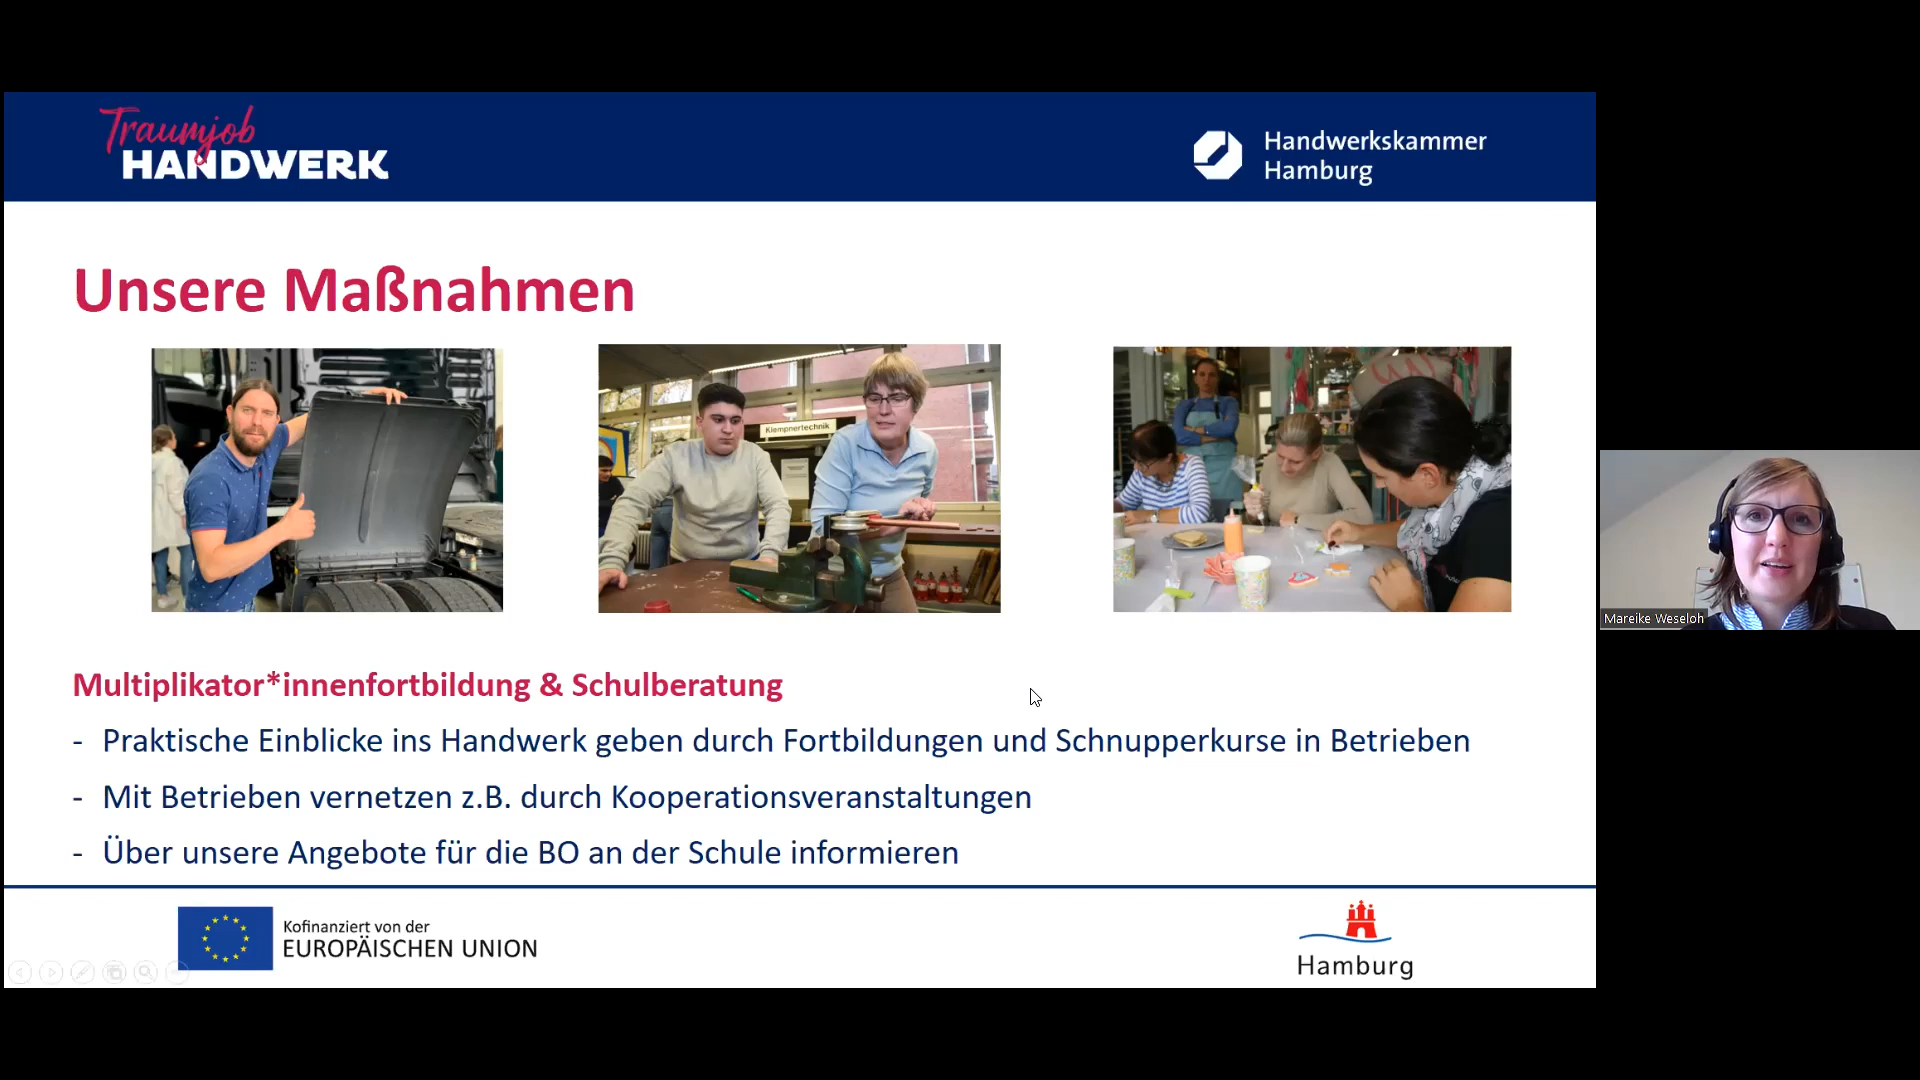 Traumjob
HANDWERK
Handwerkskammer
Hamburg
Unsere Maßnahmen
Klempnertechnik
Multiplikator*innenfortbildung & Schulberatung
- Praktische Einblicke ins Handwerk geben durch Fortbildungen und Schnupperkurse in Betrieben
- Mit Betrieben vernetzen z.B. durch Kooperationsveranstaltungen
- Über unsere Angebote für die BO an der Schule informieren
Kofinanziert von der
EUROPÄISCHEN UNION
Hamburg
Mareike Weseloh